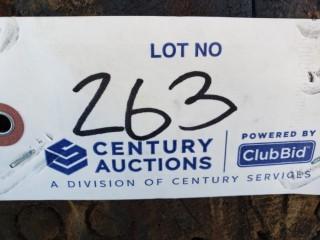 LOT NO
263
CENTURY AUCTIONS
POWERED BY
ClubBid
A DIVISION OF CENTURY SERVICES